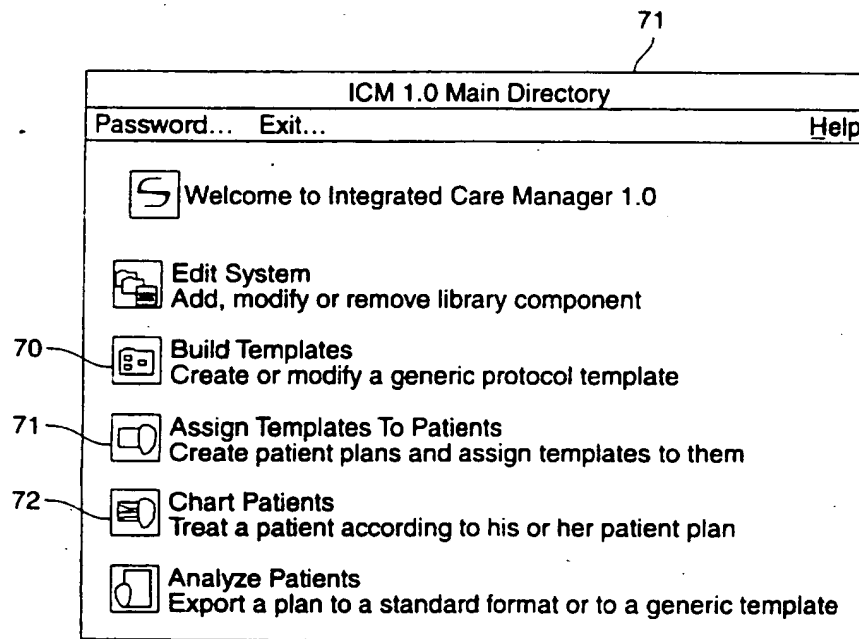 71
ICM 1.0 Main Directory
Password... Exit... Help
Welcome to Integrated Care Manager 1.0
Edit System
Add, modify or remove library component
70
Build Templates
Create or modify a generic protocol template
71
Assign Templates To Patients
Create patient plans and assign templates to them
72
Chart Patients
Treat a patient according to his or her patient plan
Analyze Patients
Export a plan to a standard format or to a generic template